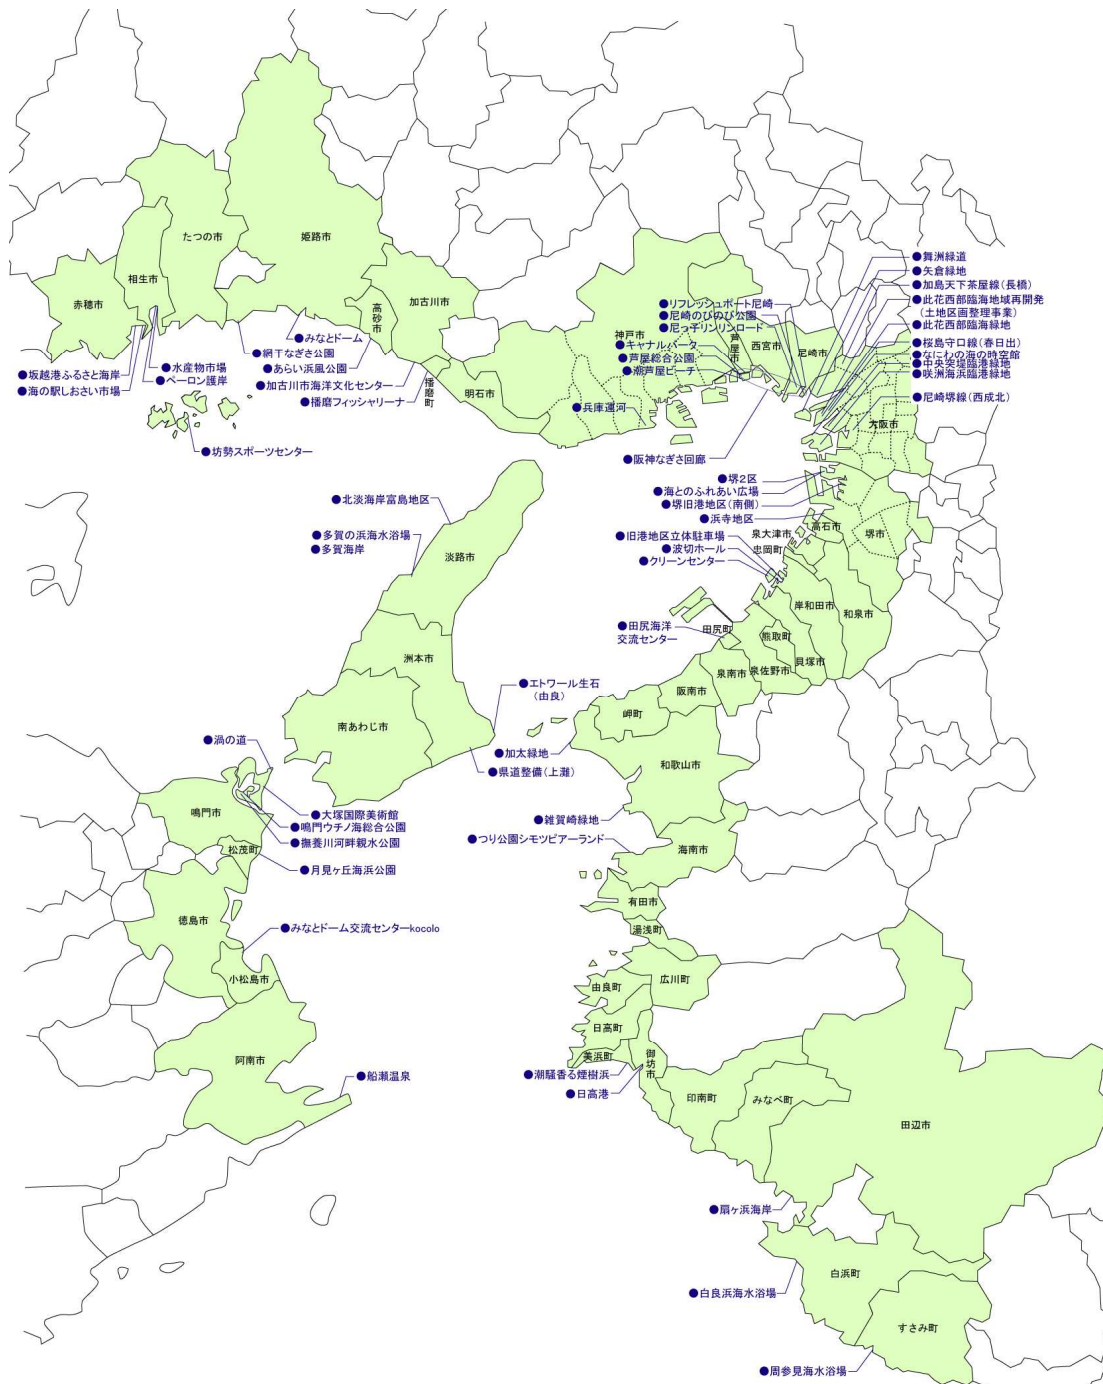 たつの市
姫路市
相生市
赤穂市
加古川市
高砂市
播磨町
明石市
神戸市
芦屋市
西宮市
尼崎市
大阪市
●坂越港ふるさと海岸
●海の駅しおさい市場
●水産物市場
●ペーロン護岸
●網干なぎさ公園
●みなとドーム
●あらい浜風公園
●加古川市海洋文化センター
●播磨フィッシャリーナ
●坊勢スポーツセンター
●兵庫運河
●リフレッシュポート尼崎
●尼崎のびのび公園
●尼っ子リンリンロード
●キャナルパーク
●芦屋総合公園
●潮芦屋ビーチ
●阪神なぎさ回廊
●舞洲緑道
●矢倉緑地
●加島天下茶屋線(長橋)
●此花西部臨海地域再開発
(土地区画整理事業)
●此花西部臨海緑地
●桜島守口線(春日出)
●なにわの海の時空館
●中央突堤臨港緑地
●咲洲海浜臨港緑地
●尼崎堺線(西成北)
●堺2区
●海とのふれあい広場
●堺旧港地区(南側)
●浜寺地区
●旧港地区立体駐車場
●波切ホール
●クリーンセンター
●田尻海洋
交流センター
高石市
堺市
泉大津市
忠岡町
岸和田市
和泉市
田尻町
熊取町
貝塚市
泉佐野市
泉南市
阪南市
岬町
●北淡海岸富島地区
●多賀の浜海水浴場
●多賀海岸
淡路市
洲本市
南あわじ市
●エトワール生石
(由良)
●県道整備(上灘)
●加太緑地
和歌山市
●雑賀崎緑地
●つり公園シモツピアーランド
海南市
有田市
湯浅町
広川町
由良町
日高町
美浜町
御坊市
●潮騒香る煙樹浜
●日高港
印南町
みなべ町
田辺市
●扇ヶ浜海岸
白浜町
●白良浜海水浴場
すさみ町
●周参見海水浴場
●渦の道
鳴門市
●大塚国際美術館
●鳴門ウチノ海総合公園
●撫養川河畔親水公園
松茂町
●月見ヶ丘海浜公園
徳島市
●みなとドーム交流センターkocolo
小松島市
阿南市
●船瀬温泉